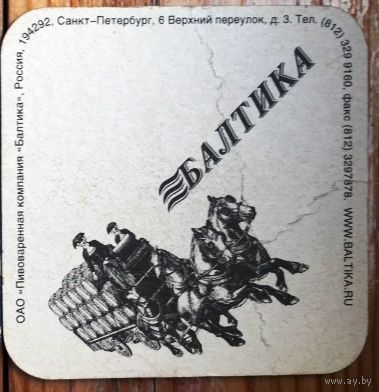 ОАО «Пивоваренная компания «Балтика», Россия, 194292, Санкт-Петербург, 6 Верхний переулок, д. 3. Тел. (812) 329 9160, факс (812) 3297878. WWW.BALTIKA.RU
БАЛТИКА
www.ay.by